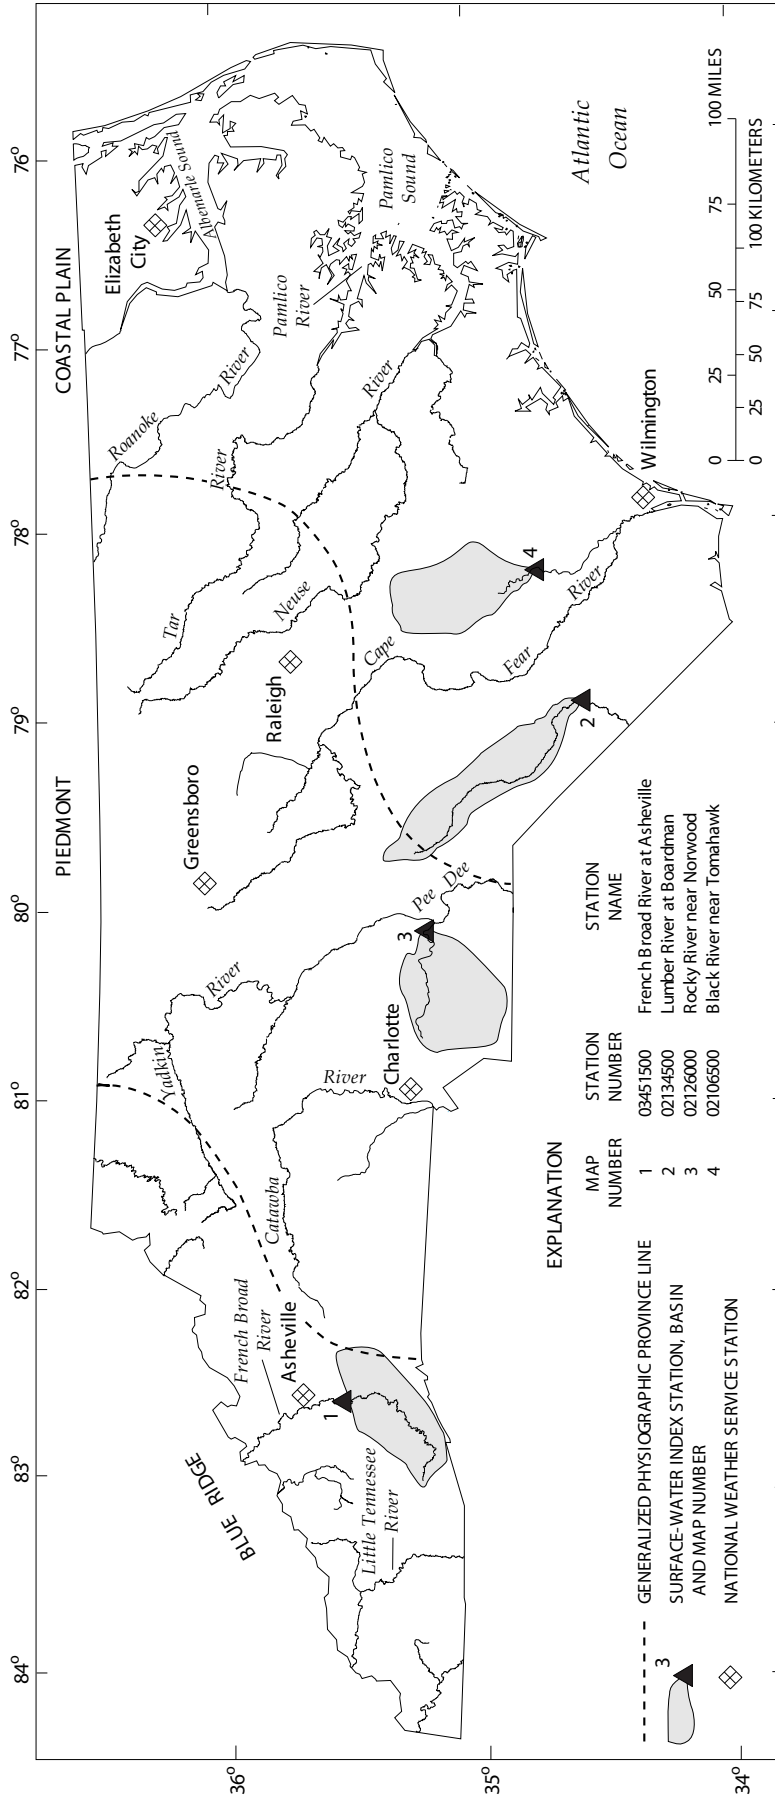 84°
83°
82°
81°
80°
79°
78°
77°
76°
36°
35°
34°
BLUE RIDGE
PIEDMONT
COASTAL PLAIN
French Broad
River
Asheville
1
Little Tennessee
River
Catawba
River
Yadkin
River
Charlotte
3
Pee Dee
Greensboro
Raleigh
Tar
River
Neuse
River
Roanoke
River
Cape
Fear
River
2
4
Elizabeth
City
Albemarle Sound
Pamlico
River
Pamlico
Sound
Wilmington
Atlantic
Ocean
0 25 50 75 100 MILES
0 25 50 75 100 KILOMETERS
EXPLANATION
GENERALIZED PHYSIOGRAPHIC PROVINCE LINE
3
SURFACE-WATER INDEX STATION, BASIN
AND MAP NUMBER
NATIONAL WEATHER SERVICE STATION
MAP
NUMBER
STATION
NUMBER
STATION
NAME
1 03451500 French Broad River at Asheville
2 02134500 Lumber River at Boardman
3 02126000 Rocky River near Norwood
4 02106500 Black River near Tomahawk